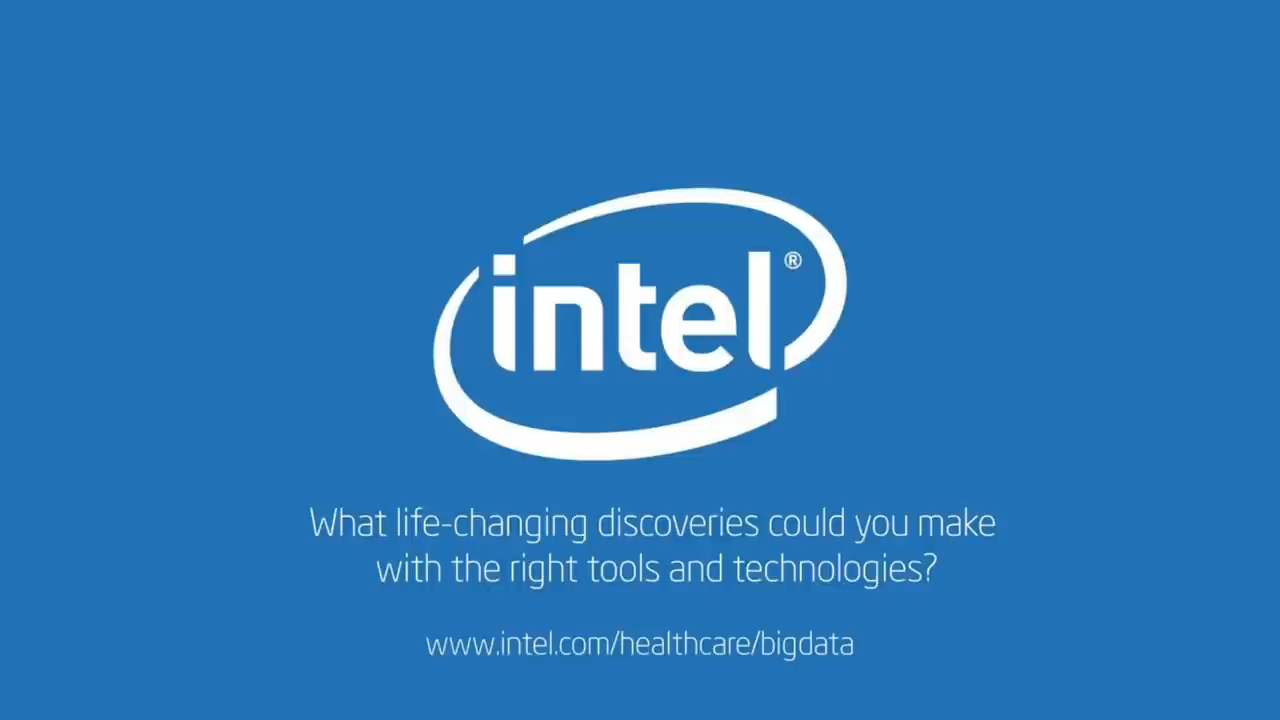 intel®
What life-changing discoveries could you make
with the right tools and technologies?
www.intel.com/healthcare/bigdata